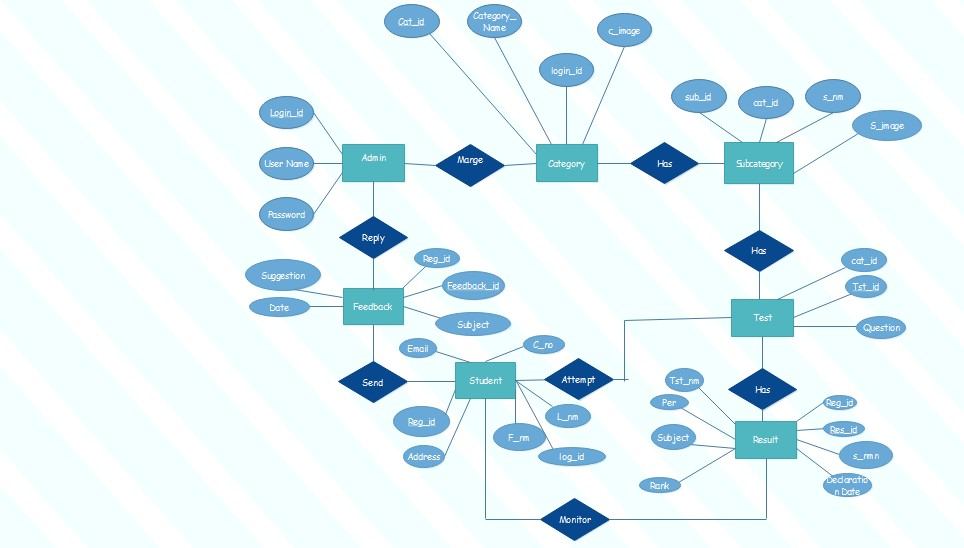 Cat_id
Category_
Name
c_image
login_id
sub_id
cat_id
s_nm
S_image
Login_id
User Name
Password
Admin
Marge
Category
Has
Subcategory
Reply
Has
Reg_id
Feedback_id
Subject
Suggestion
Date
Feedback
cat_id
Tst_id
Question
Test
Email
C_no
Send
Student
Attempt
Has
Reg_id
Address
F_nm
L_nm
log_id
Tst_nm
Per
Subject
Rank
Result
Reg_id
Res_id
s_nmn
Declaratio
n Date
Monitor